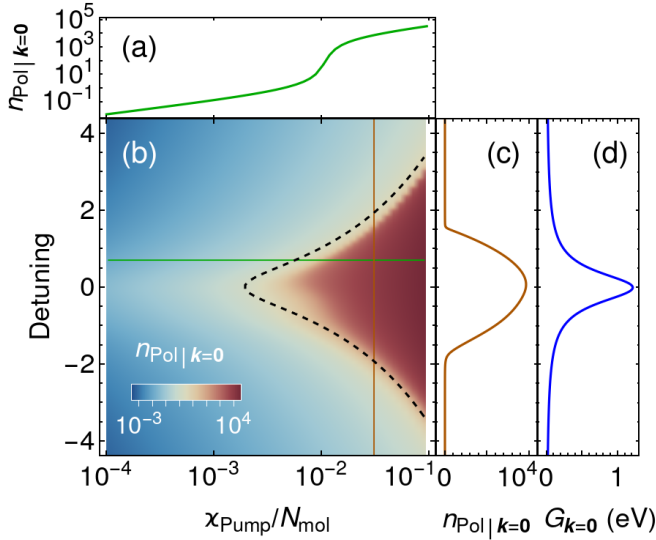 10^5
10^3
10^1
10^-1
n_Pol|k=0
(a)
4
2
0
-2
-4
Detuning
(b)
(c)
(d)
n_Pol|k=0
10^-3 10^4
10^-4 10^-3 10^-2 10^-1
0 10^4
0 1
χ_Pump/N_mol
n_Pol|k=0
G_k=0 (eV)